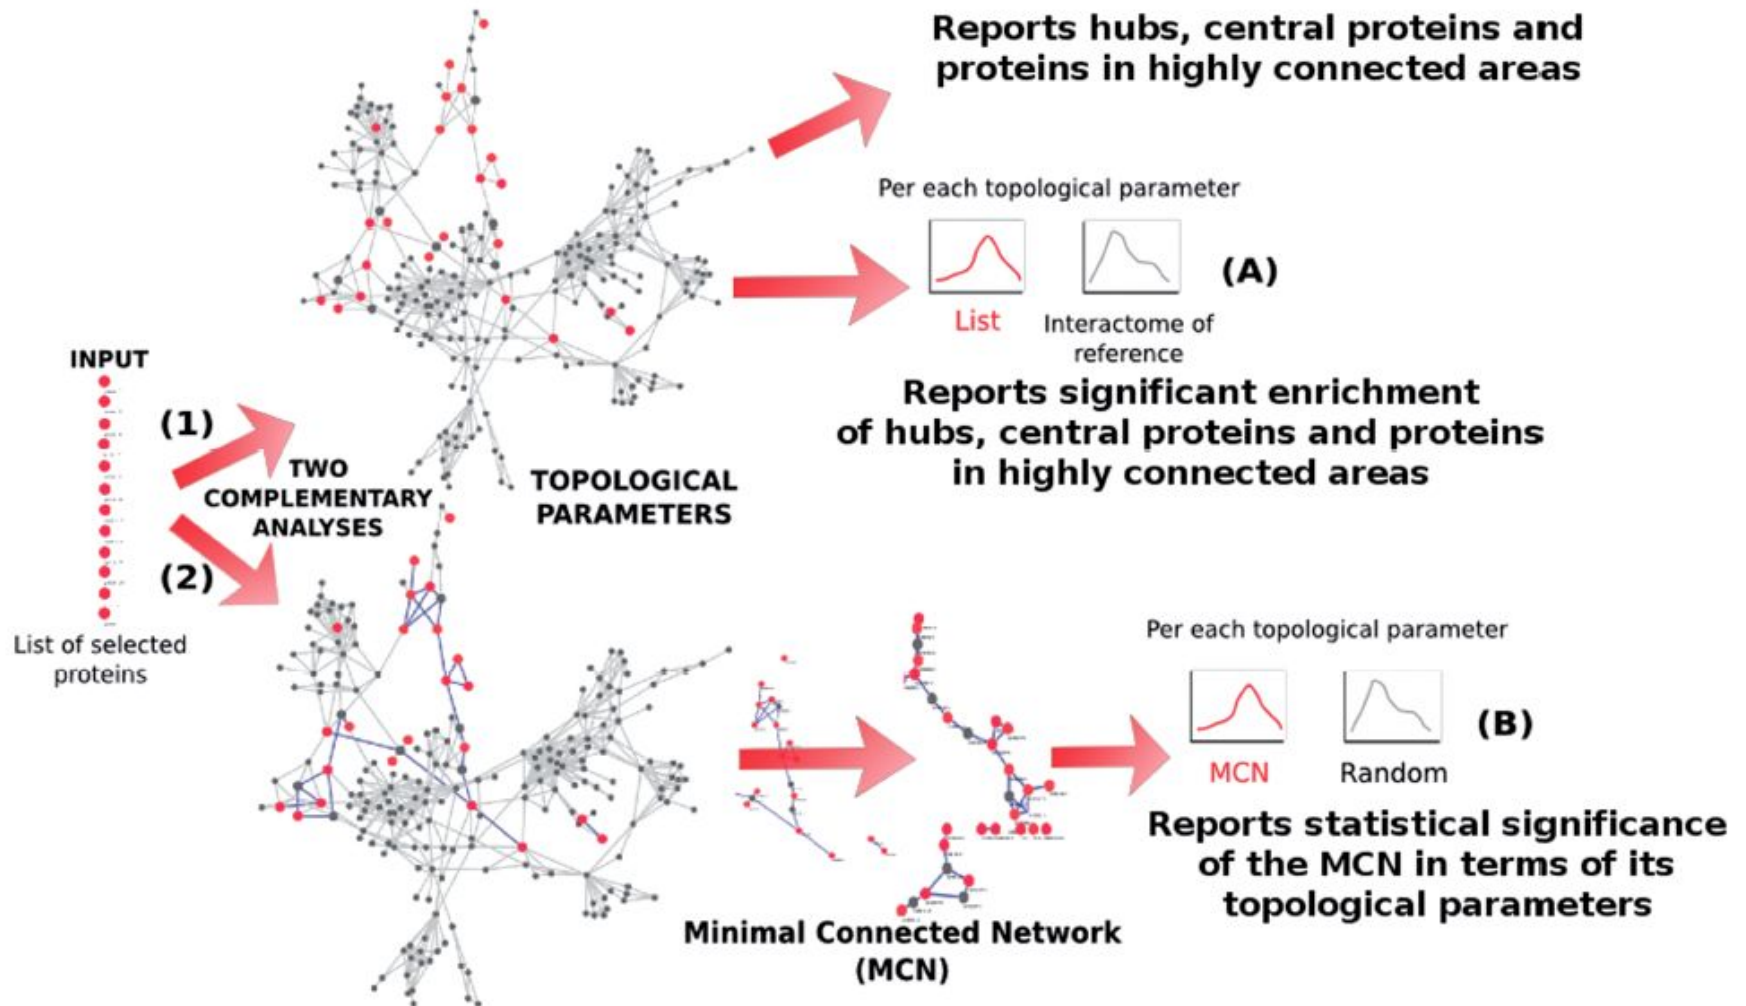 Reports hubs, central proteins and
proteins in highly connected areas
Per each topological parameter
(A)
List
Interactome of
reference
Reports significant enrichment
of hubs, central proteins and proteins
in highly connected areas
INPUT
(1)
TWO
COMPLEMENTARY
ANALYSES
TOPOLOGICAL
PARAMETERS
(2)
List of selected
proteins
Per each topological parameter
(B)
MCN
Random
Reports statistical significance
of the MCN in terms of its
topological parameters
Minimal Connected Network
(MCN)